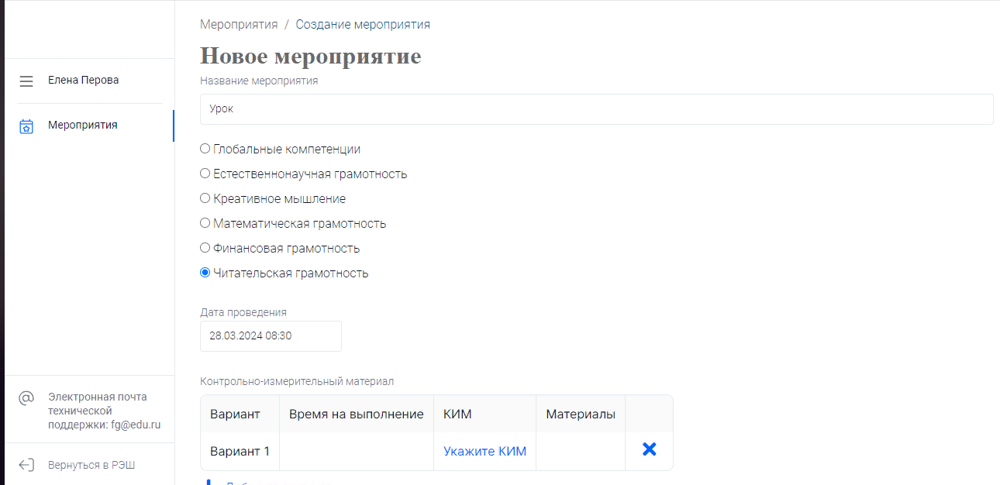 Мероприятия / Создание мероприятия
Новое мероприятие
Название мероприятия
Урок
Елена Перова
Мероприятия
Глобальные компетенции
Естественнонаучная грамотность
Креативное мышление
Математическая грамотность
Финансовая грамотность
Читательская грамотность
Дата проведения
28.03.2024 08:30
Контрольно-измерительный материал
Вариант Время на выполнение КИМ Материалы
Вариант 1 Укажите КИМ
Электронная почта
технической
поддержки: fg@edu.ru
Вернуться в РЭШ